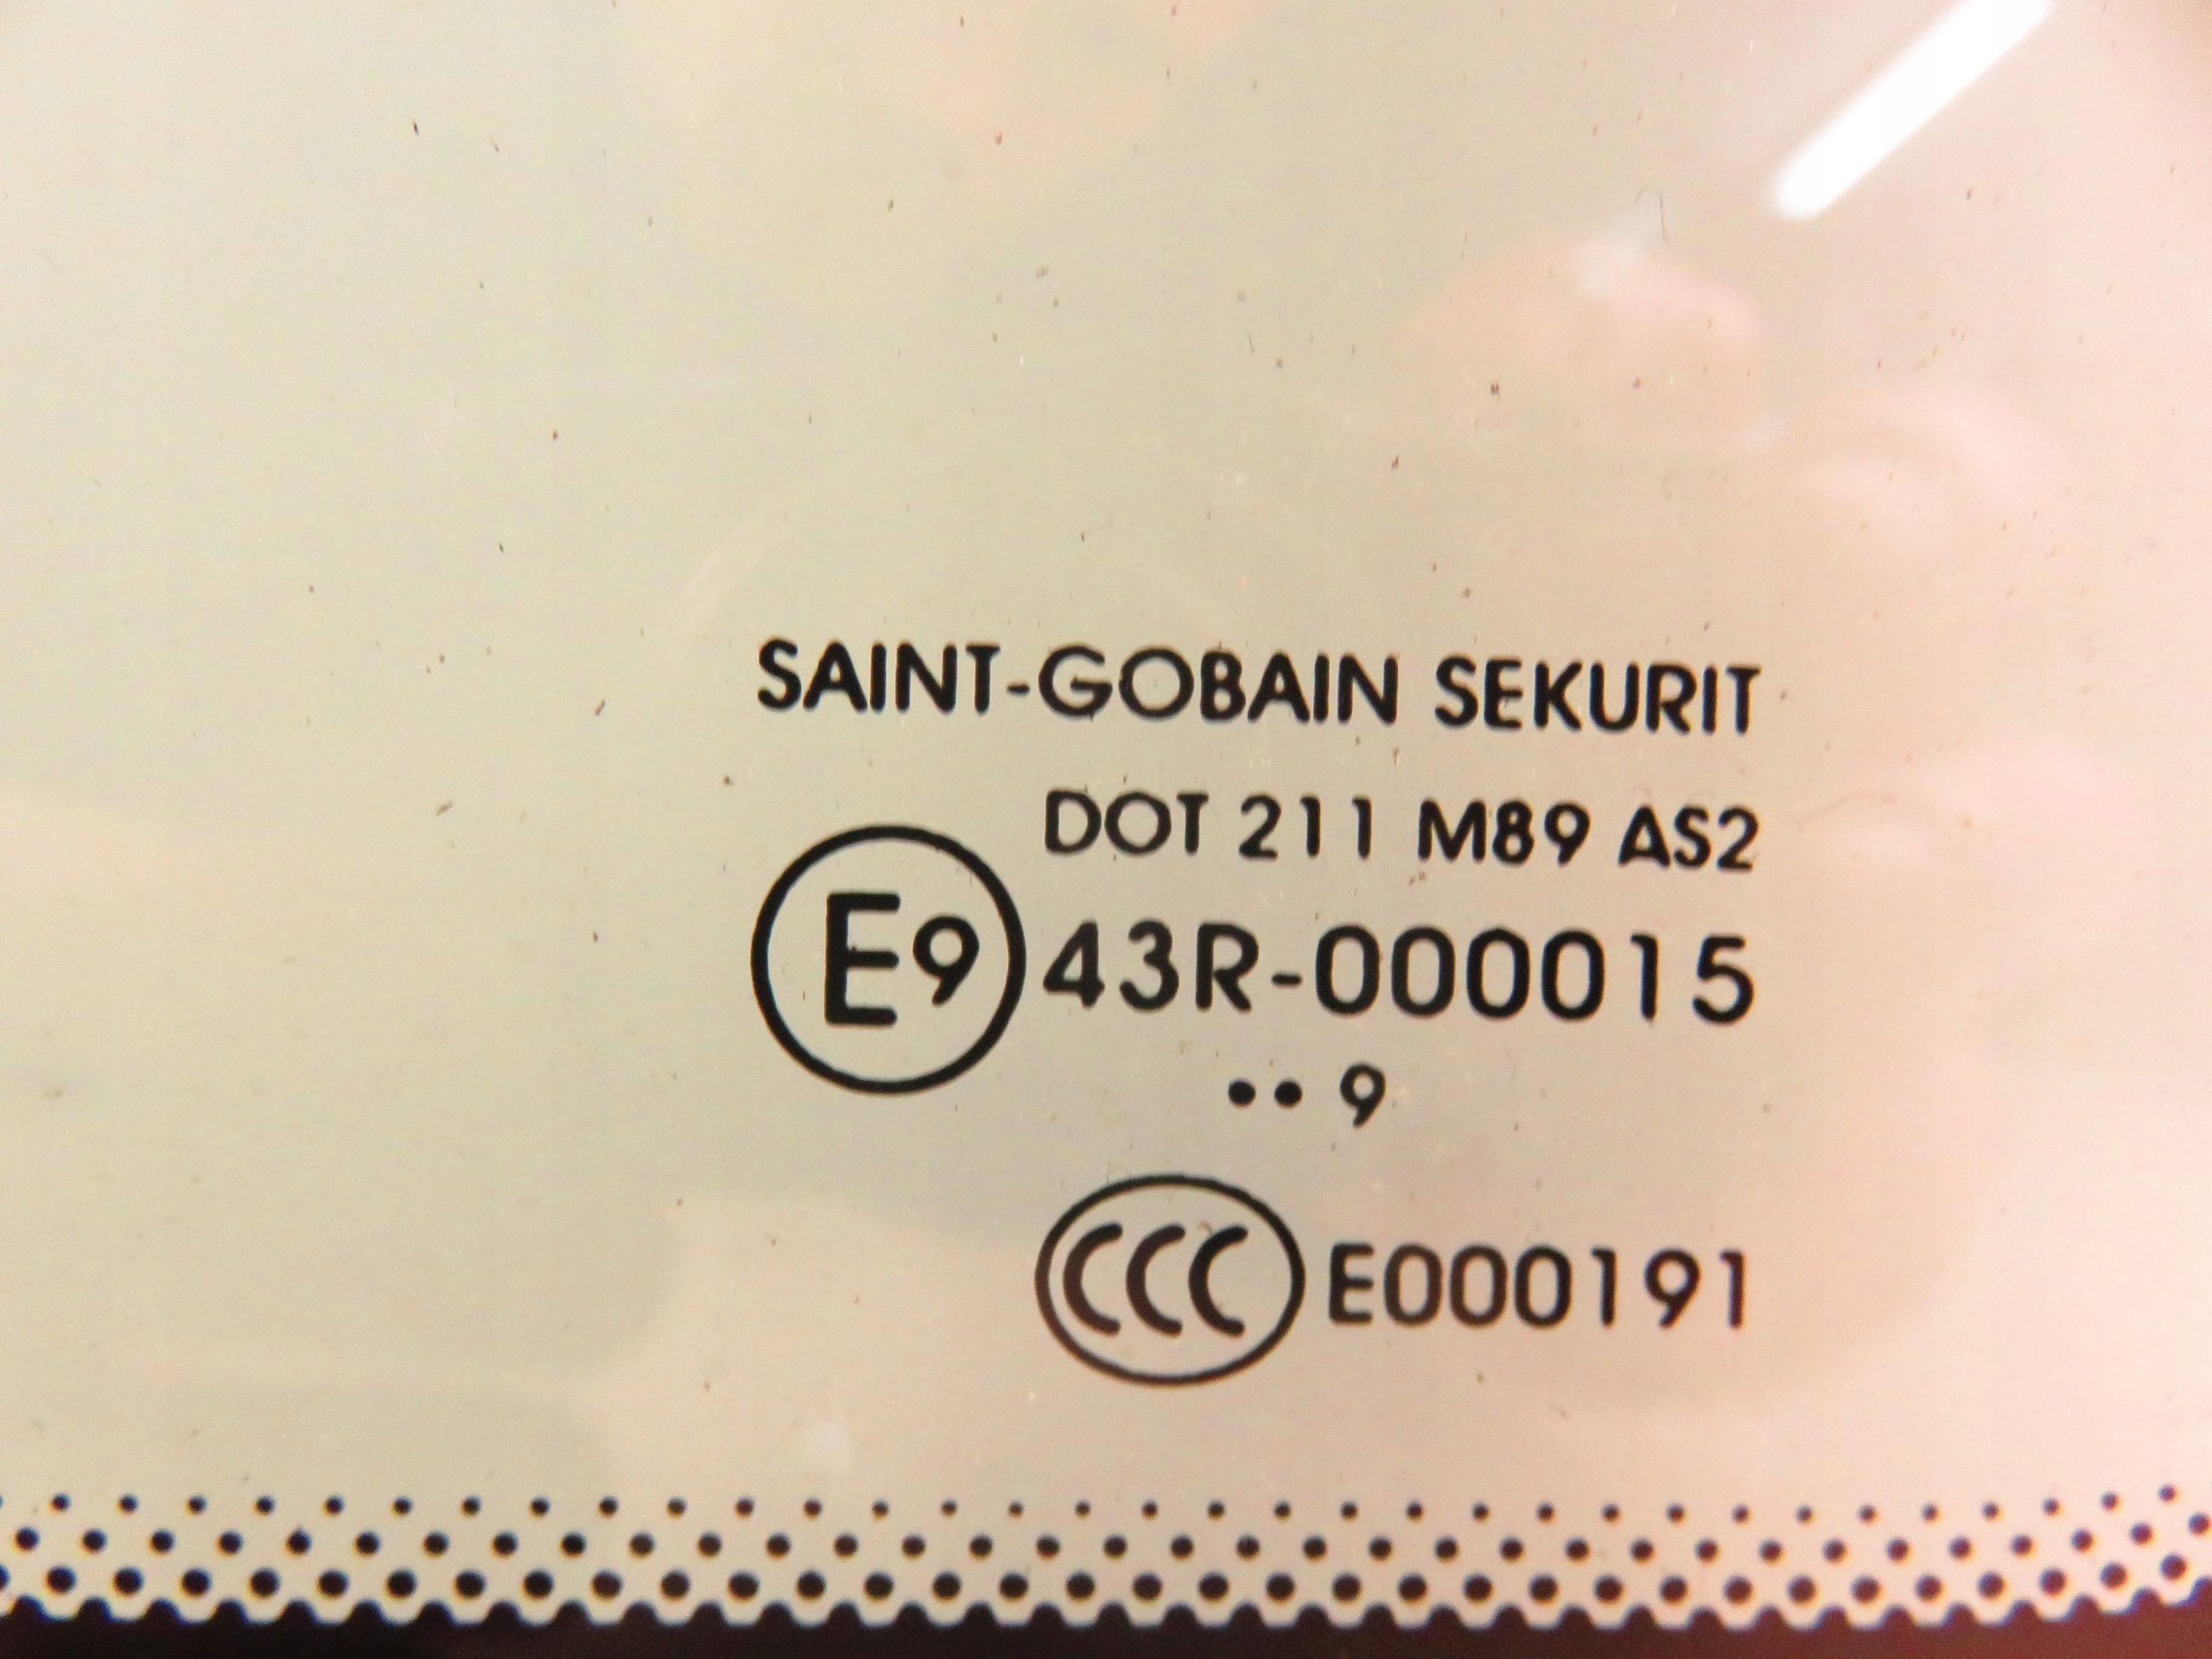 SAINT-GOBAIN SEKURIT
DOT 211 M89 AS2
E9 43R-000015
•• 9
CCC E000191